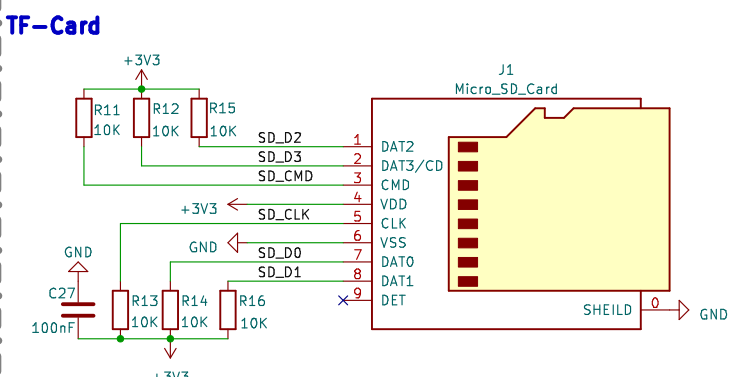 TF-Card
+3V3
J1
Micro_SD_Card
R11
10K
R12
10K
R15
10K
SD_D2
1
DAT2
SD_D3
2
DAT3/CD
SD_CMD
3
CMD
+3V3
4
VDD
SD_CLK
5
CLK
GND
6
VSS
SD_D0
7
DAT0
SD_D1
8
DAT1
9
DET
GND
C27
100nF
R13
10K
R14
10K
R16
10K
SHEILD
0
GND
+3V3